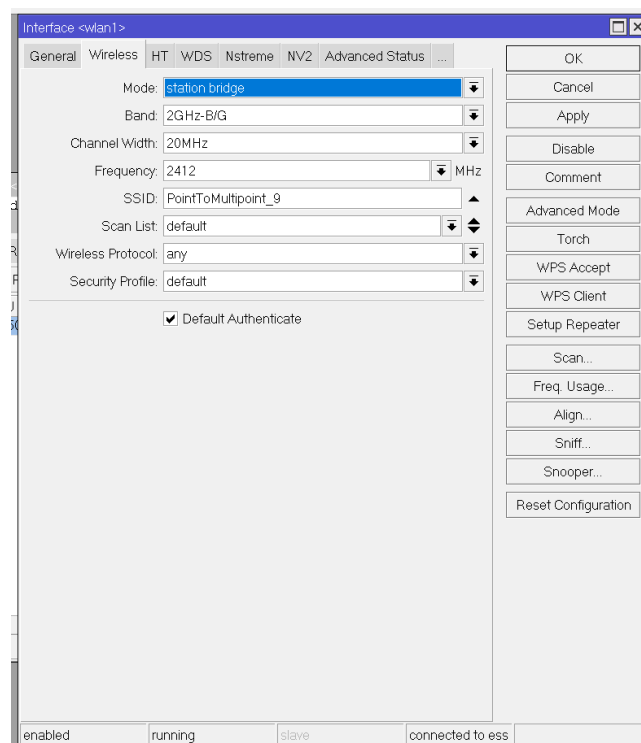 Interface <wlan1>
General Wireless HT WDS Nstreme NV2 Advanced Status ...
Mode: station bridge
Band: 2GHz-B/G
Channel Width: 20MHz
Frequency: 2412 MHz
SSID: PointToMultipoint_9
Scan List: default
Wireless Protocol: any
Security Profile: default
Default Authenticate
OK
Cancel
Apply
Disable
Comment
Advanced Mode
Torch
WPS Accept
WPS Client
Setup Repeater
Scan...
Freq. Usage...
Align...
Sniff...
Snooper...
Reset Configuration
enabled running slave connected to ess